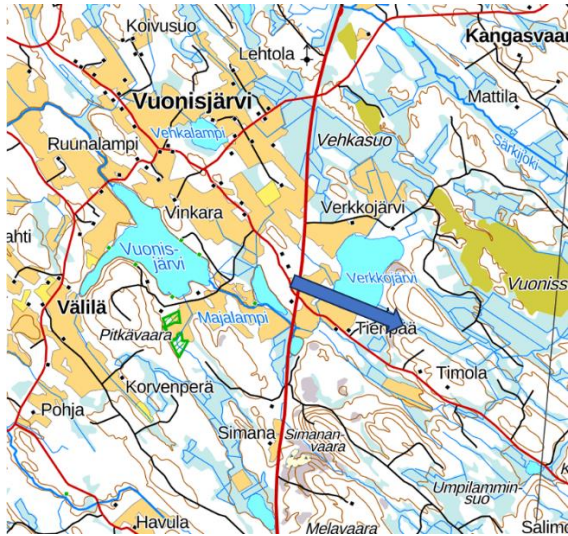 Koivusuo
Lehtola
Kangasvaar
Mattila
Vuonisjärvi
Vehkalampi
Vehkasuo
Särkijoki
Ruunalampi
Vinkara
Verkkojärvi
ahti
Vuonis-
järvi
Verkkojärvi
Vuoniss
Välilä
Pitkävaara
Majalampi
Tienpää
Timola
Korvenperä
Pohja
Simana
Simanan-
vaara
K
Umpilammin-
suo
Havula
Melavaara
Salimo